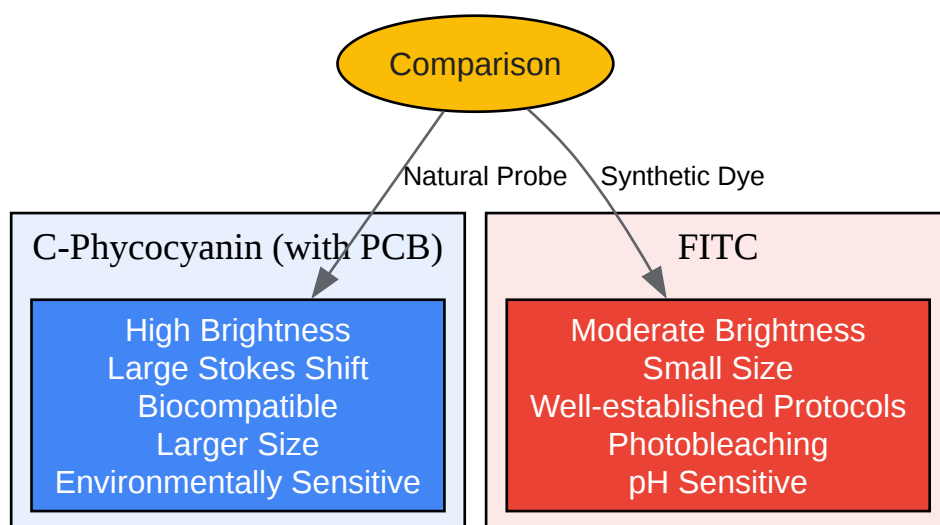 Comparison
Natural Probe
Synthetic Dye
C-Phycocyanin (with PCB)
High Brightness
Large Stokes Shift
Biocompatible
Larger Size
Environmentally Sensitive
FITC
Moderate Brightness
Small Size
Well-established Protocols
Photobleaching
pH Sensitive